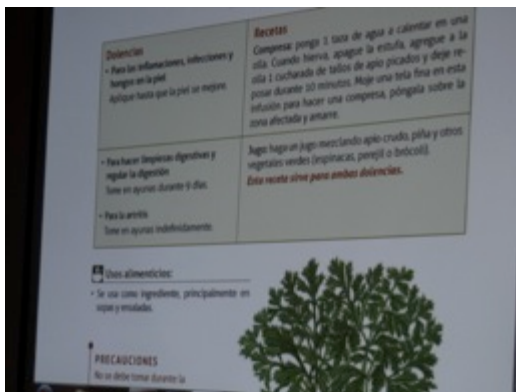 Dolencias
• Para las inflamaciones, infecciones y
hongos en la piel
Aplique hasta que la piel se mejore.
Recetas
Compresa: ponga 1 taza de agua a calentar en una
olla. Cuando hierva, apague la estufa, agregue a la
olla 1 cucharada de tallos de apio picados y deje re-
posar durante 10 minutos. Moje una tela fina en esta
infusión para hacer una compresa, póngala sobre la
zona afectada y amarre.
• Para hacer limpiezas digestivas y
regular la digestión
Tome en ayunas durante 9 días.
• Para la artritis
Tome en ayunas indefinidamente.
Jugo: haga un jugo mezclando apio crudo, piña y otros
vegetales verdes (espinacas, perejil o brócoli).
Esta receta sirve para ambas dolencias.
Usos alimenticios:
• Se usa como ingrediente, principalmente en
sopas y ensaladas.
PRECAUCIONES
No se debe tomar durante la